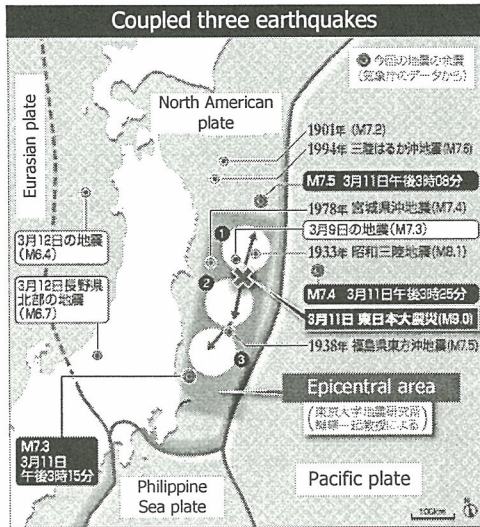 Coupled three earthquakes
Eurasian plate
North American
plate
今回の地震の余震
(気象庁のデータから)
1901年 (M7.2)
1994年 三陸はるか沖地震(M7.6)
M7.5 3月11日午後3時08分
1978年 宮城県沖地震(M7.4)
3月9日の地震(M7.3)
1933年 昭和三陸地震(M8.1)
M7.4 3月11日午後3時25分
3月11日 東日本大震災(M9.0)
1938年 福島県東方沖地震(M7.5)
1
2
3
3月12日の地震
(M6.4)
3月12日長野県
北部の地震
(M6.7)
Epicentral area
東京大学地震研究所
教授による
M7.3
3月11日
午後3時15分
Philippine
Sea plate
Pacific plate
N
100km